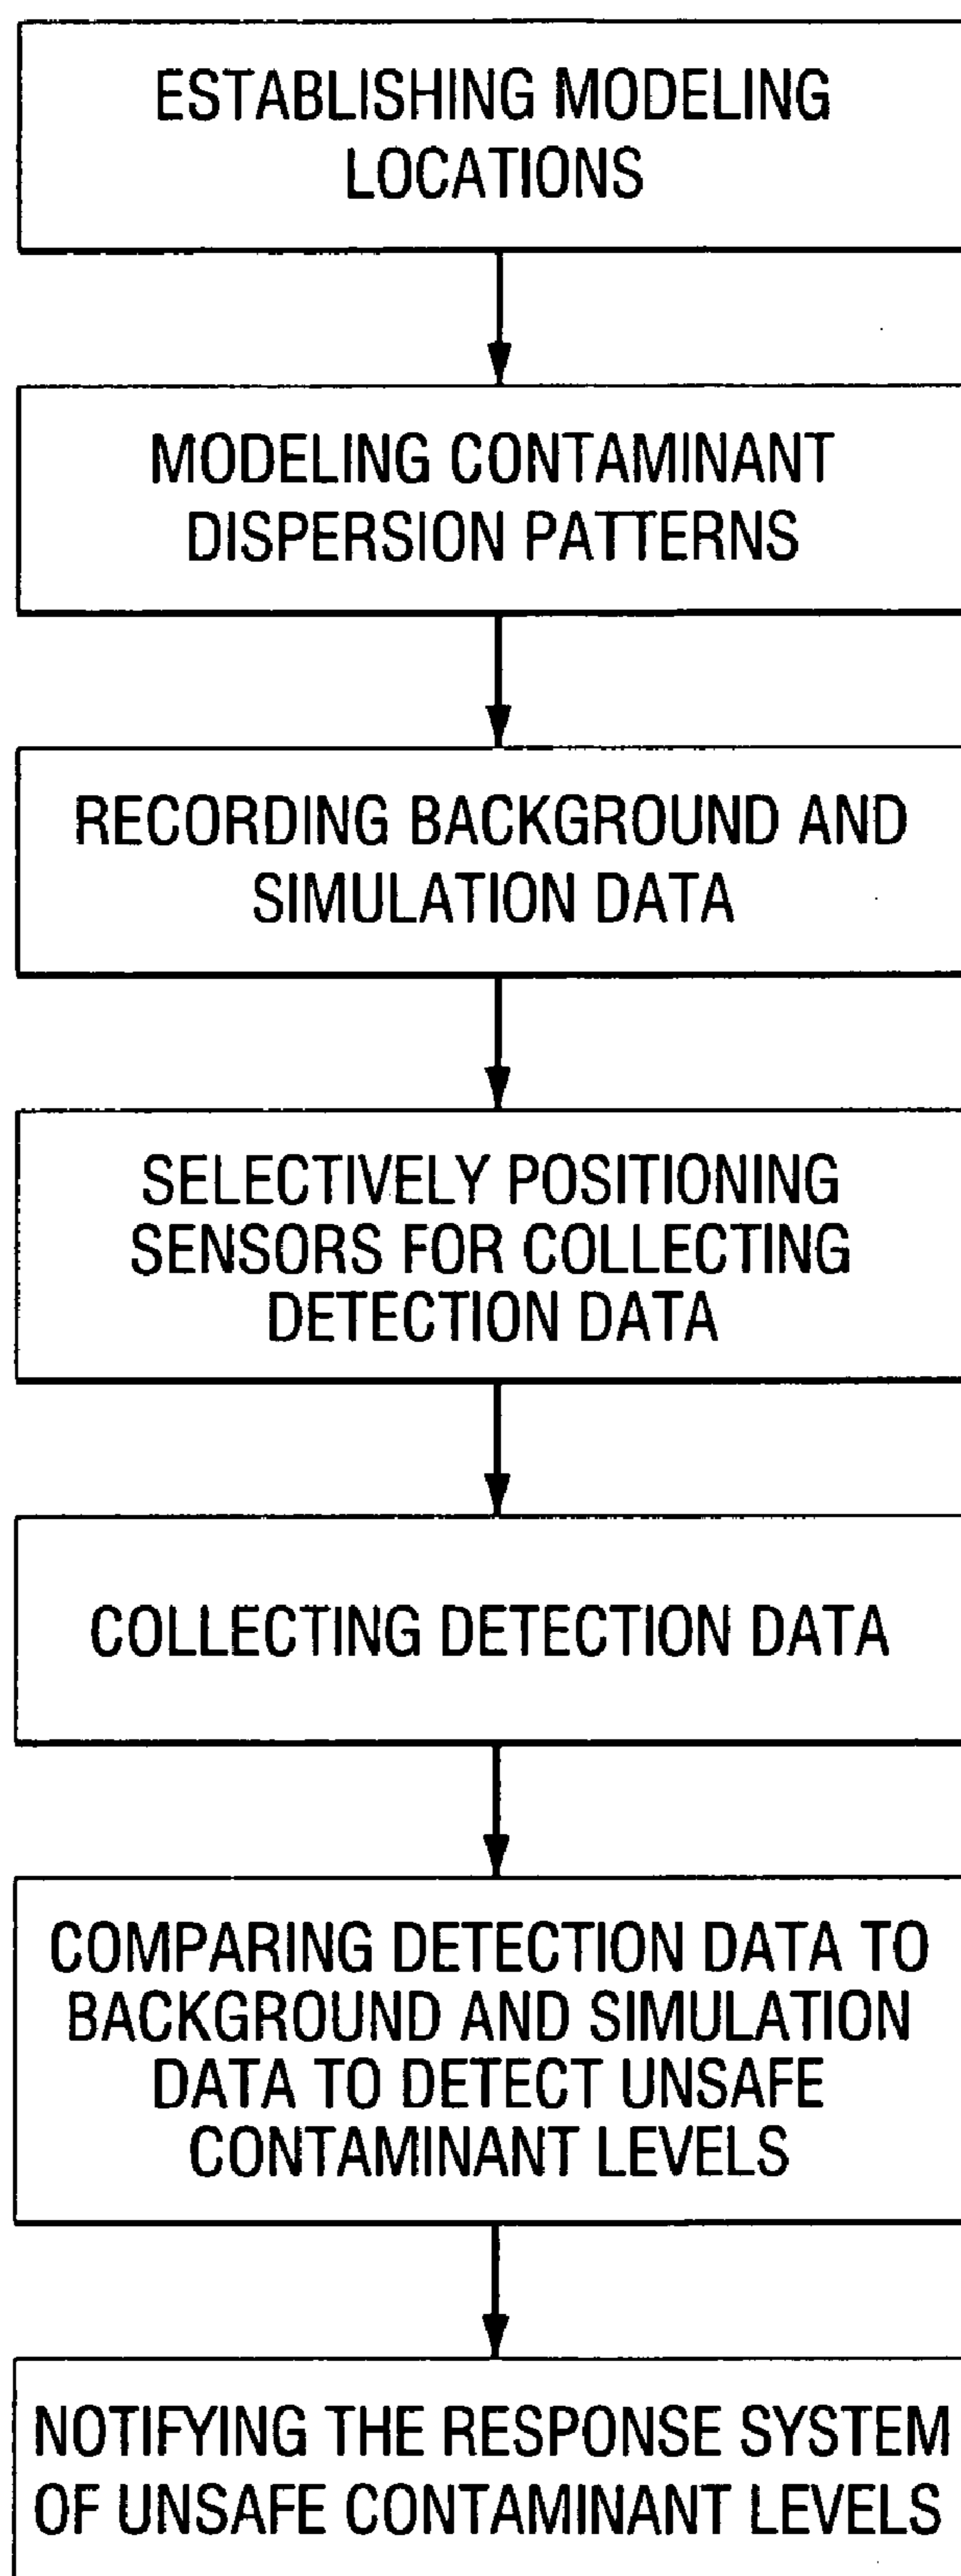 ESTABLISHING MODELING
LOCATIONS
MODELING CONTAMINANT
DISPERSION PATTERNS
RECORDING BACKGROUND AND
SIMULATION DATA
SELECTIVELY POSITIONING
SENSORS FOR COLLECTING
DETECTION DATA
COLLECTING DETECTION DATA
COMPARING DETECTION DATA TO
BACKGROUND AND SIMULATION
DATA TO DETECT UNSAFE
CONTAMINANT LEVELS
NOTIFYING THE RESPONSE SYSTEM
OF UNSAFE CONTAMINANT LEVELS